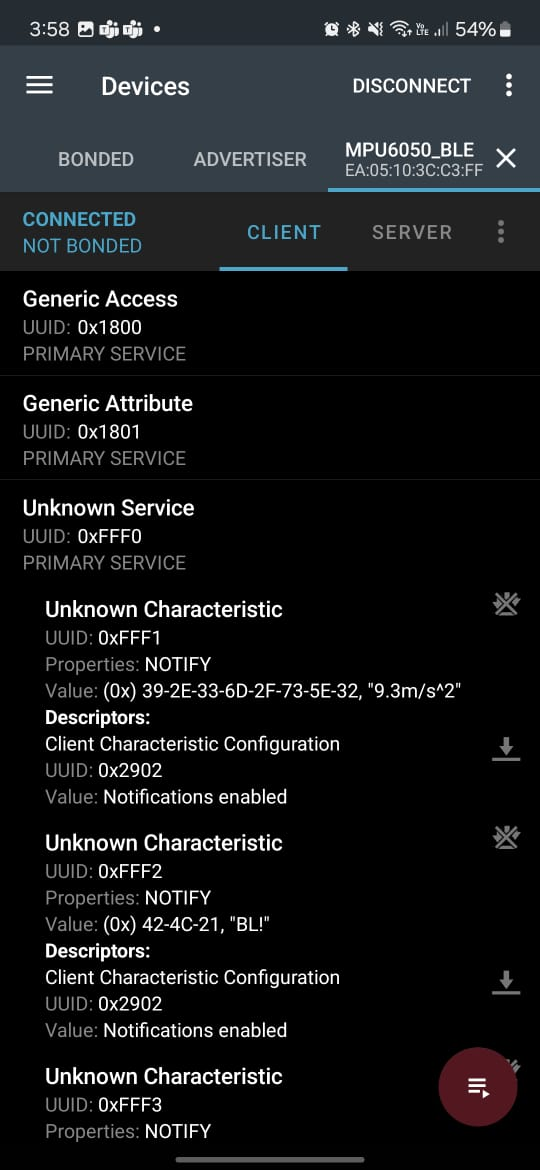 3:58
Vo LTE 54%
Devices
DISCONNECT
BONDED
ADVERTISER
MPU6050_BLE
EA:05:10:3C:C3:FF
CONNECTED
NOT BONDED
CLIENT
SERVER
Generic Access
UUID: 0x1800
PRIMARY SERVICE
Generic Attribute
UUID: 0x1801
PRIMARY SERVICE
Unknown Service
UUID: 0xFFF0
PRIMARY SERVICE
Unknown Characteristic
UUID: 0xFFF1
Properties: NOTIFY
Value: (0x) 39-2E-33-6D-2F-73-5E-32, "9.3m/s^2"
Descriptors:
Client Characteristic Configuration
UUID: 0x2902
Value: Notifications enabled
Unknown Characteristic
UUID: 0xFFF2
Properties: NOTIFY
Value: (0x) 42-4C-21, "BL!"
Descriptors:
Client Characteristic Configuration
UUID: 0x2902
Value: Notifications enabled
Unknown Characteristic
UUID: 0xFFF3
Properties: NOTIFY